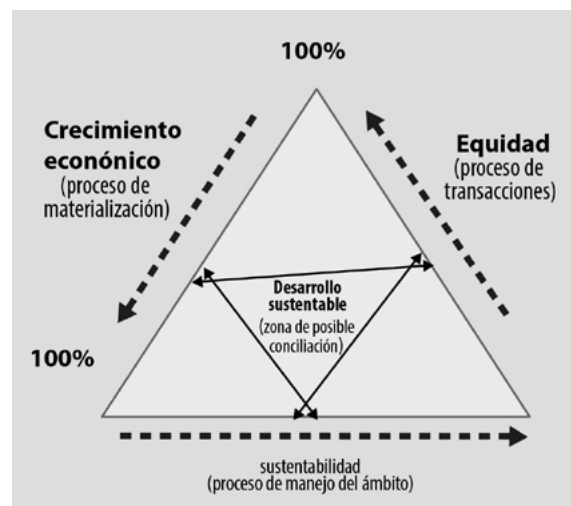 100%
Crecimiento
econónico
(proceso de
materialización)
Equidad
(proceso de
transacciones)
Desarrollo
sustentable
(zona de posible
conciliación)
100%
sustentabilidad
(proceso de manejo del ámbito)